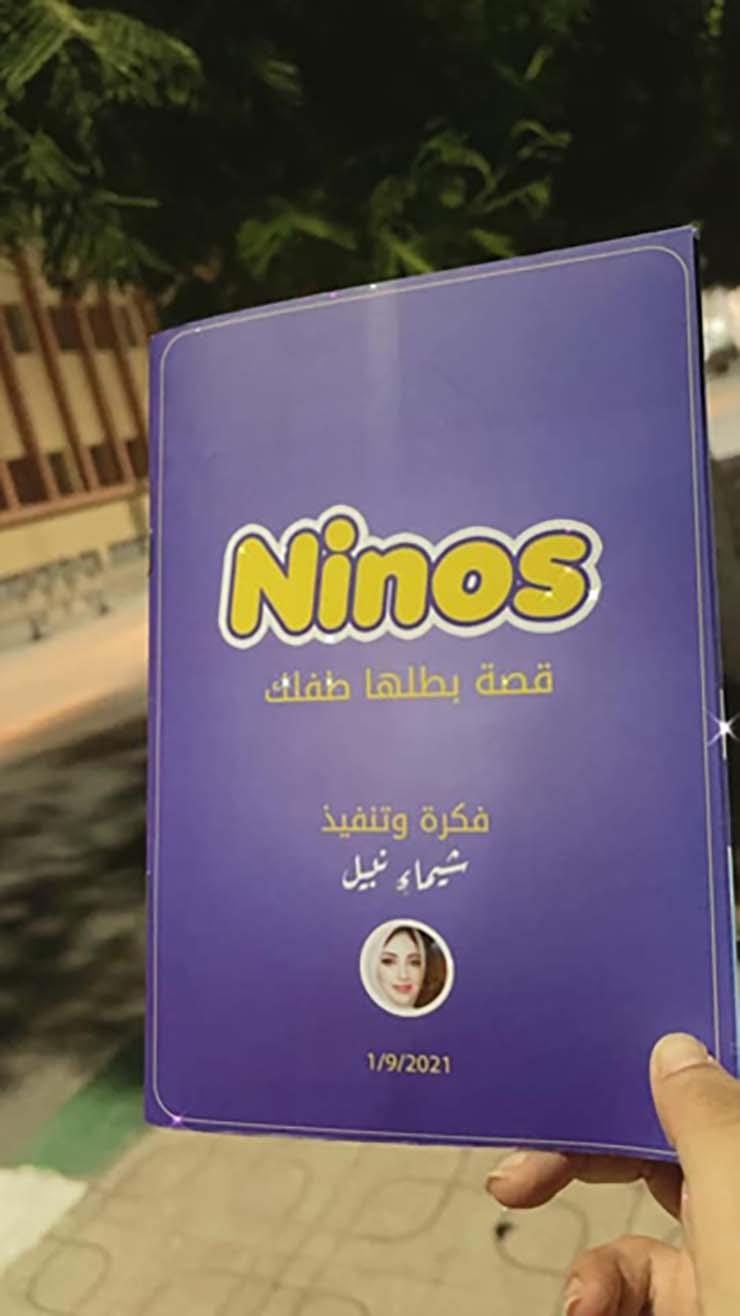 Ninos
قصة بطلها طفلك
فكرة وتنفيذ
شيماء نبيل
1/9/2021